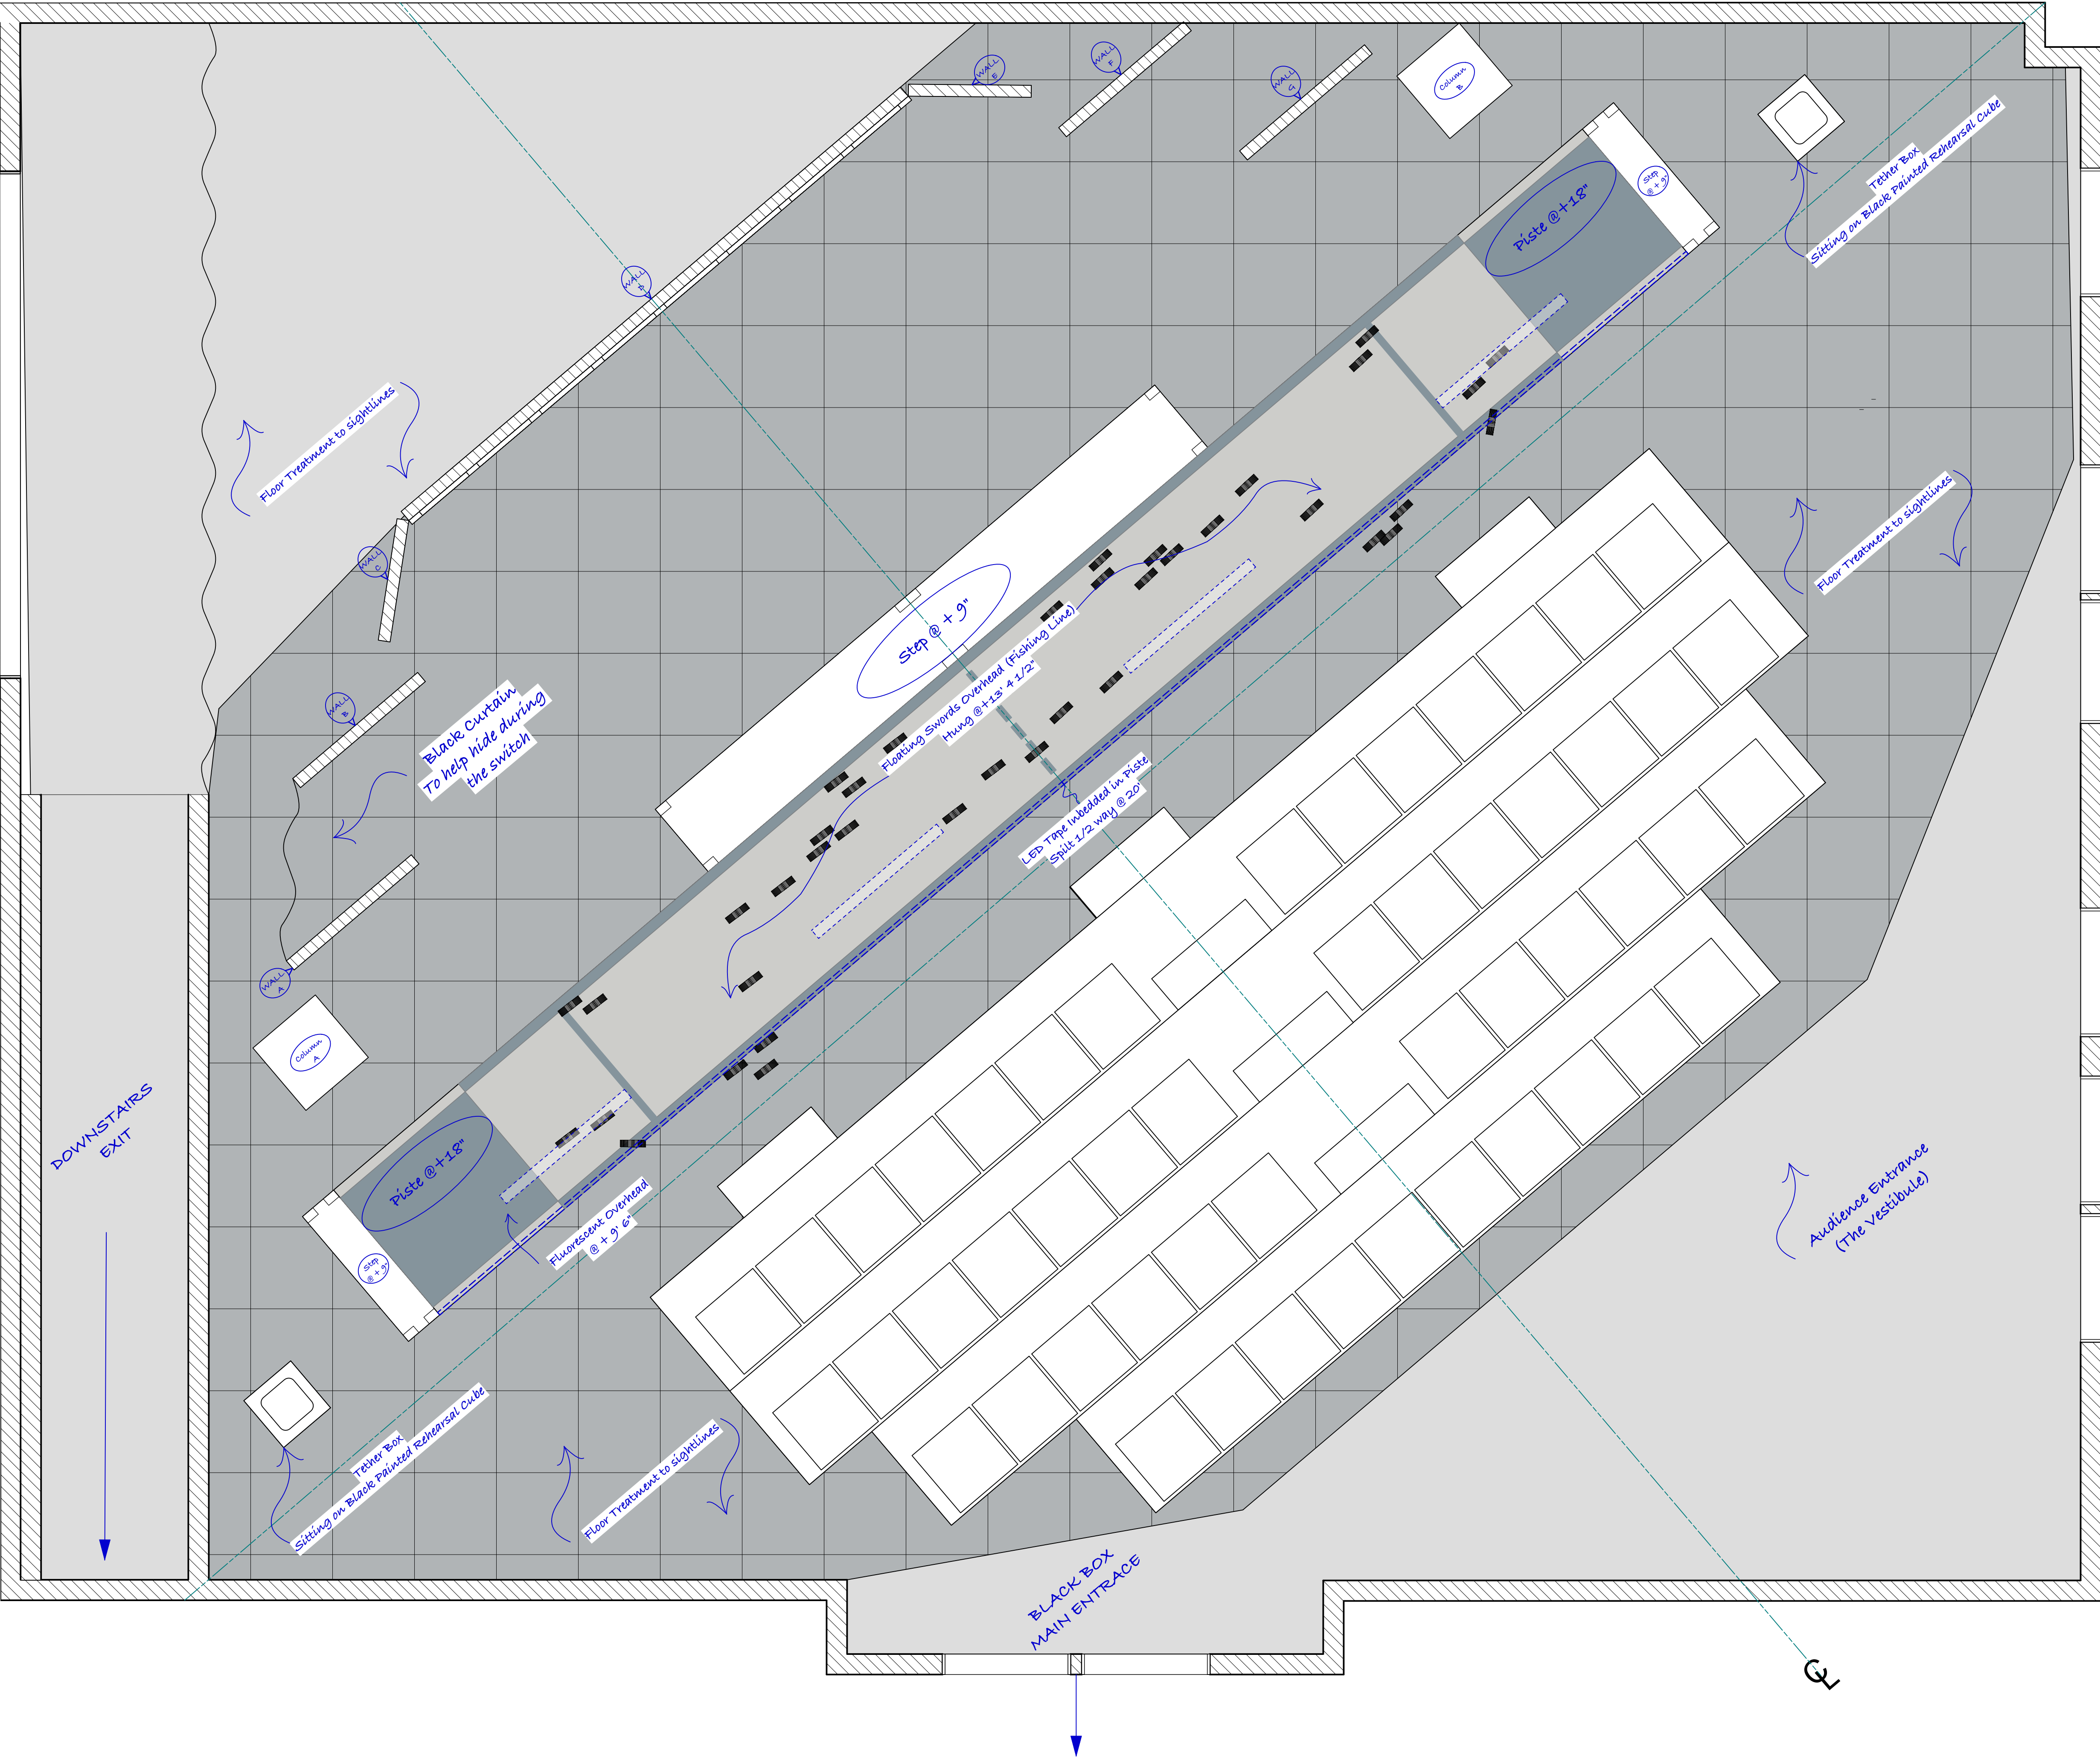 WALL
E
WALL
F
WALL
G
Column
B
Tether Box
Sitting on Black Painted Rehearsal Cube
Step
@ + 9"
Piste @+18"
WALL
D
Floor Treatment to sightlines
Floor Treatment to sightlines
WALL
C
Step @ + 9"
Floating Swords Overhead (Fishing Line)
Hung @+13' 4 1/2"
WALL
B
Black Curtain
To help hide during
the switch
LED Tape Inbedded in Piste
Spilt 1/2 way @ 20'
WALL
A
Column
A
DOWNSTAIRS
EXIT
Piste @+18"
Step
@ + 9"
Fluorescent Overhead
@ + 9' 6"
Audience Entrance
(The Vestibule)
Tether Box
Sitting on Black Painted Rehearsal Cube
Floor Treatment to sightlines
BLACK BOX
MAIN ENTRACE
CL